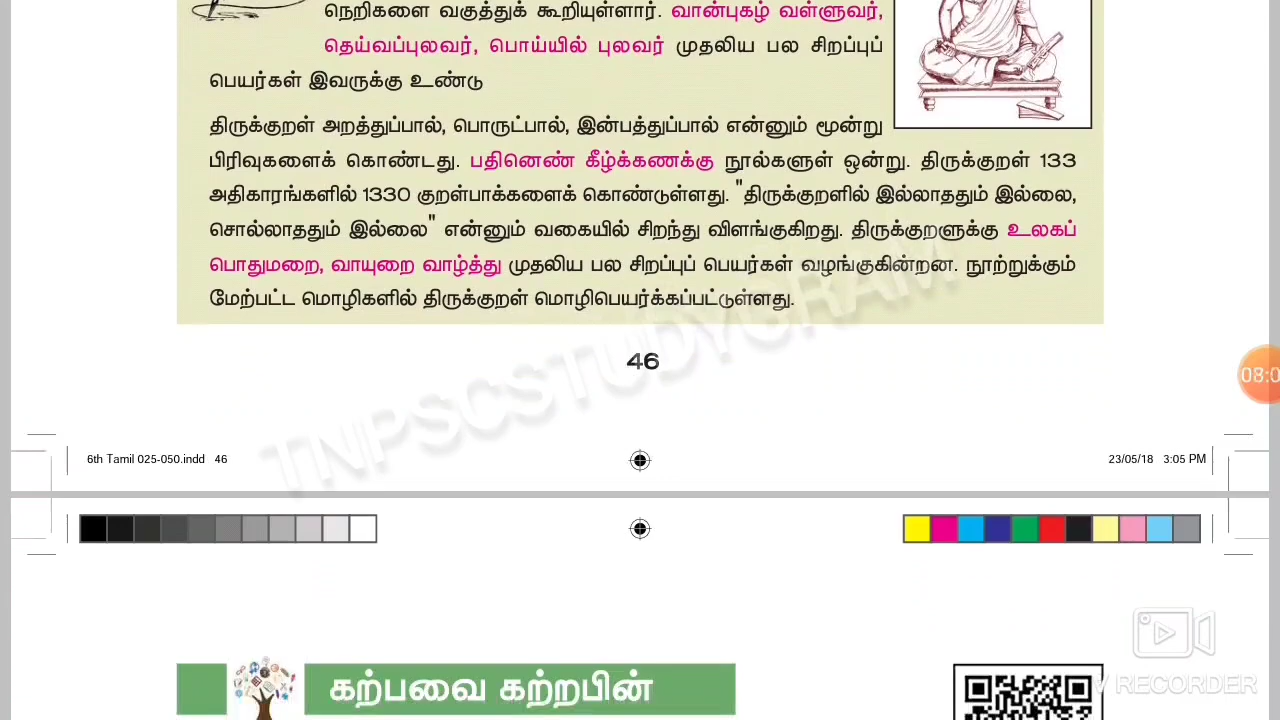 நெறிகளை வகுத்துக் கூறியுள்ளார். வான்புகழ் வள்ளுவர்,
தெய்வப்புலவர், பொய்யில் புலவர் முதலிய பல சிறப்புப்
பெயர்கள் இவருக்கு உண்டு
திருக்குறள் அறத்துப்பால், பொருட்பால், இன்பத்துப்பால் என்னும் மூன்று
பிரிவுகளைக் கொண்டது. பதினெண் கீழ்க்கணக்கு நூல்களுள் ஒன்று. திருக்குறள் 133
அதிகாரங்களில் 1330 குறள்பாக்களைக் கொண்டுள்ளது. "திருக்குறளில் இல்லாததும் இல்லை,
சொல்லாததும் இல்லை" என்னும் வகையில் சிறந்து விளங்குகிறது. திருக்குறளுக்கு உலகப்
பொதுமறை, வாயுறை வாழ்த்து முதலிய பல சிறப்புப் பெயர்கள் வழங்குகின்றன. நூற்றுக்கும்
மேற்பட்ட மொழிகளில் திருக்குறள் மொழிபெயர்க்கப்பட்டுள்ளது.
TNPSCSTUDYGRAM
46
08:0
6th Tamil 025-050.indd 46
23/05/18 3:05 PM
V RECORDER
கற்பவை கற்றபின்